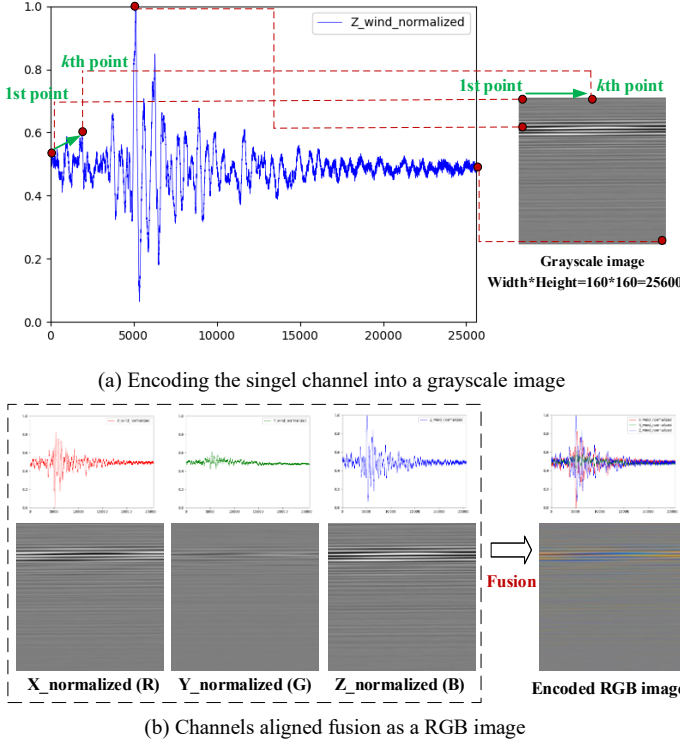 1.0
Z_wind_normalized
kth point
1st point
0.8
0.6
0.4
0.2
0.0
0 5000 10000 15000 20000 25000
1st point kth point
Grayscale image
Width*Height=160*160=25600
(a) Encoding the singel channel into a grayscale image
Fusion
X_normalized (R) Y_normalized (G) Z_normalized (B) Encoded RGB image
(b) Channels aligned fusion as a RGB image